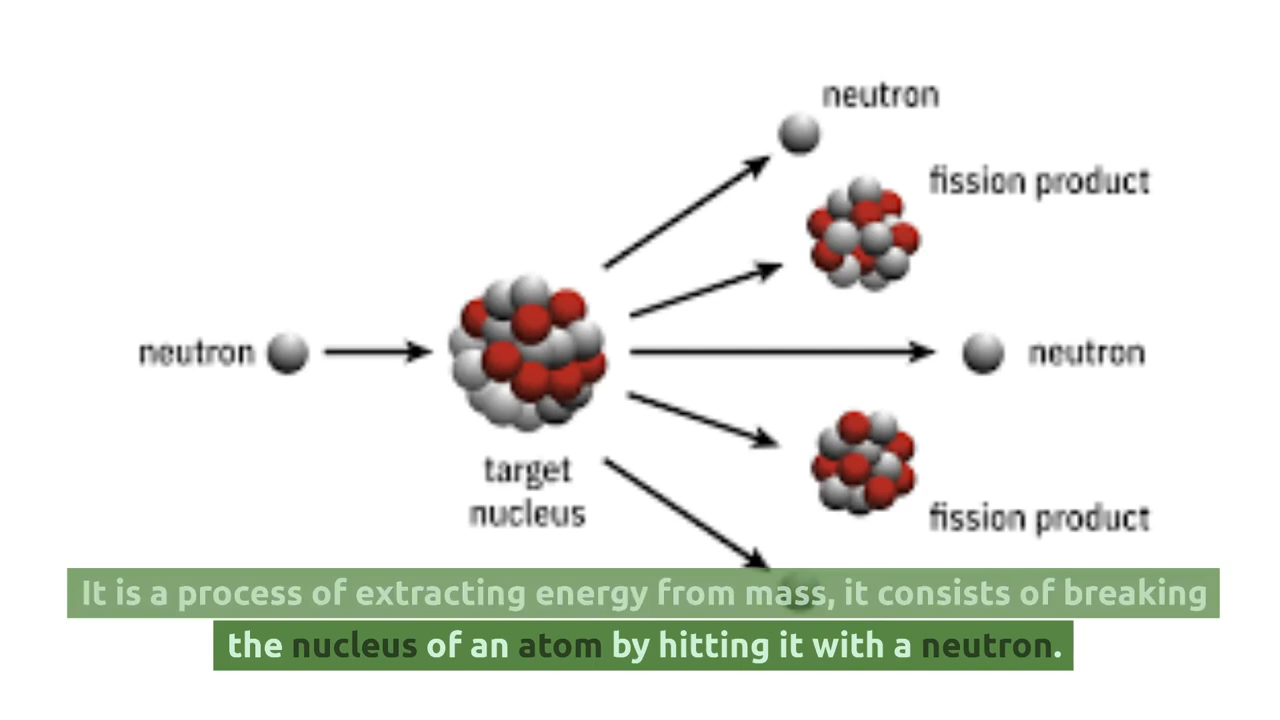 neutron
fission product
neutron
neutron
target
nucleus
fission product
It is a process of extracting energy from mass, it consists of breaking
the nucleus of an atom by hitting it with a neutron.